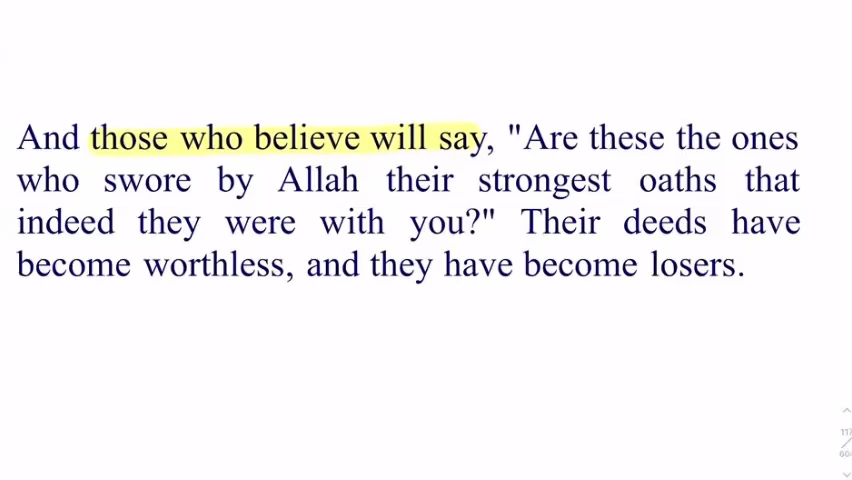 And those who believe will say, "Are these the ones
who swore by Allah their strongest oaths that
indeed they were with you?" Their deeds have
become worthless, and they have become losers.
117